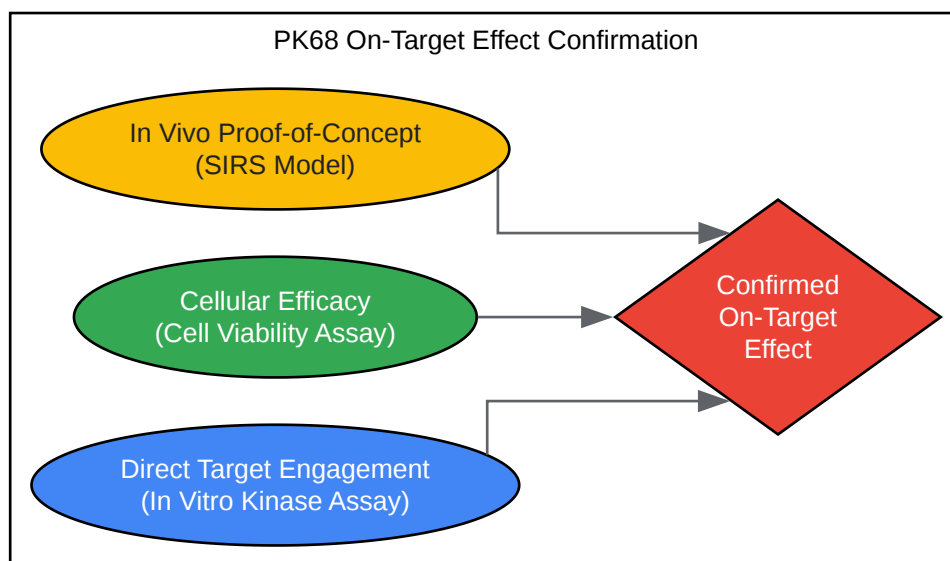 PK68 On-Target Effect Confirmation
In Vivo Proof-of-Concept
(SIRS Model)
Cellular Efficacy
(Cell Viability Assay)
Direct Target Engagement
(In Vitro Kinase Assay)
Confirmed
On-Target
Effect